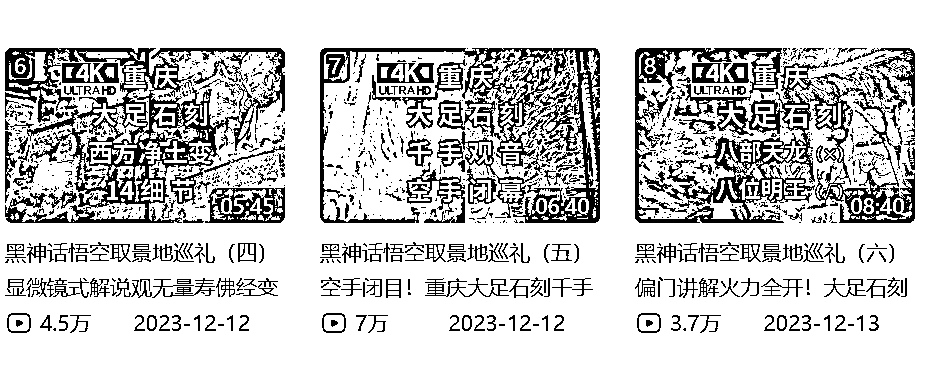 6
4K 重庆
ULTRA HD
大足石刻
西方净土变
14细节
05:45
黑神话悟空取景地巡礼（四）
显微镜式解说观无量寿佛经变
4.5万 2023-12-12
7
4K 重庆
ULTRA HD
大足石刻
千手观音
空手闭幕
06:40
黑神话悟空取景地巡礼（五）
空手闭目！重庆大足石刻千手
7万 2023-12-12
8
4K 重庆
ULTRA HD
大足石刻
八部天龙（×）
八位明王
08:40
黑神话悟空取景地巡礼（六）
偏门讲解火力全开！大足石刻
3.7万 2023-12-13